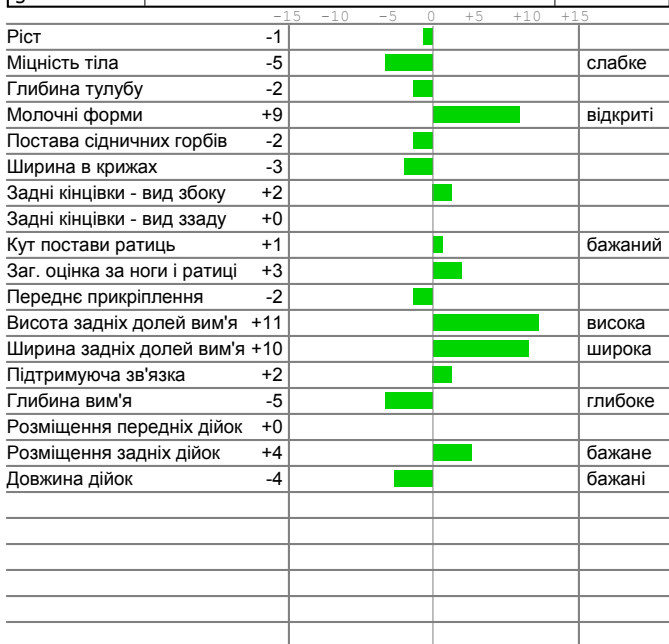 -15 -10 -5 0 +5 +10 +15
Ріст -1
Міцність тіла -5 слабке
Глибина тулубу -2
Молочні форми +9 відкриті
Постава сідничних горбів -2
Ширина в крижах -3
Задні кінцівки - вид збоку +2
Задні кінцівки - вид ззаду +0
Кут постави ратиць +1 бажаний
Заг. оцінка за ноги і ратиці +3
Переднє прикріплення -2
Висота задніх долей вим'я +11 висока
Ширина задніх долей вим'я +10 широка
Підтримуюча зв'язка +2
Глибина вим'я -5 глибоке
Розміщення передніх дійок +0
Розміщення задніх дійок +4 бажане
Довжина дійок -4 бажані